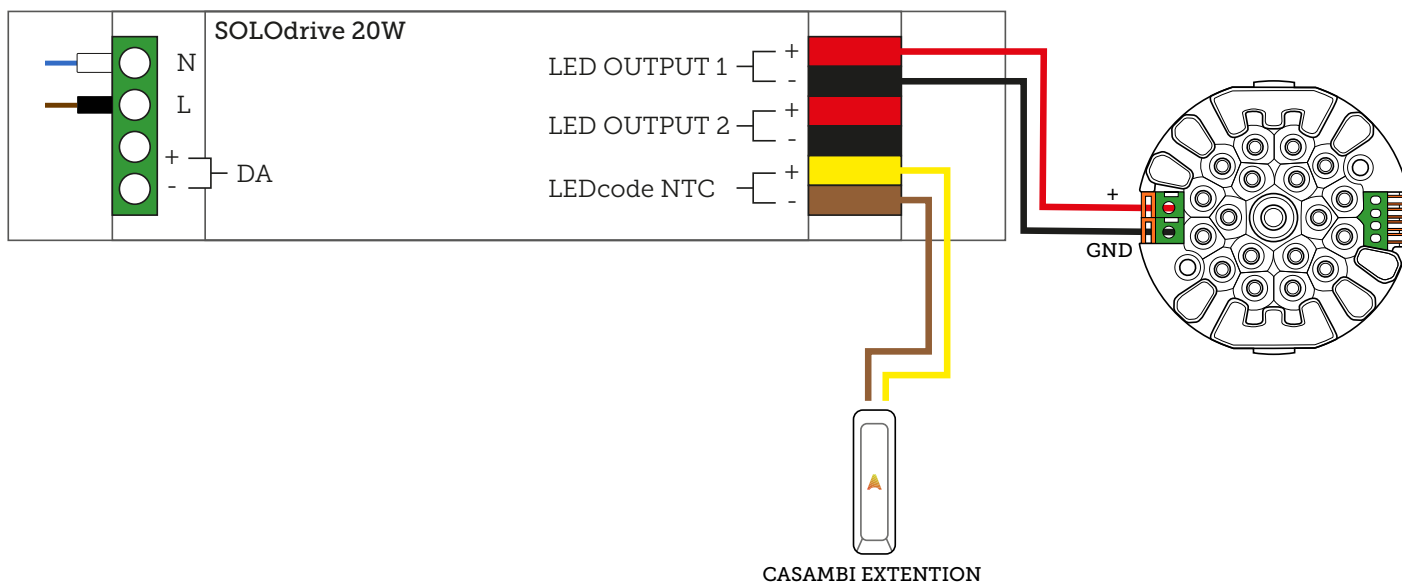 SOLOdrive 20W
N
L
+
-
DA
LED OUTPUT 1
+
-
LED OUTPUT 2
+
-
LEDcode NTC
+
-
+
GND
CASAMBI EXTENTION